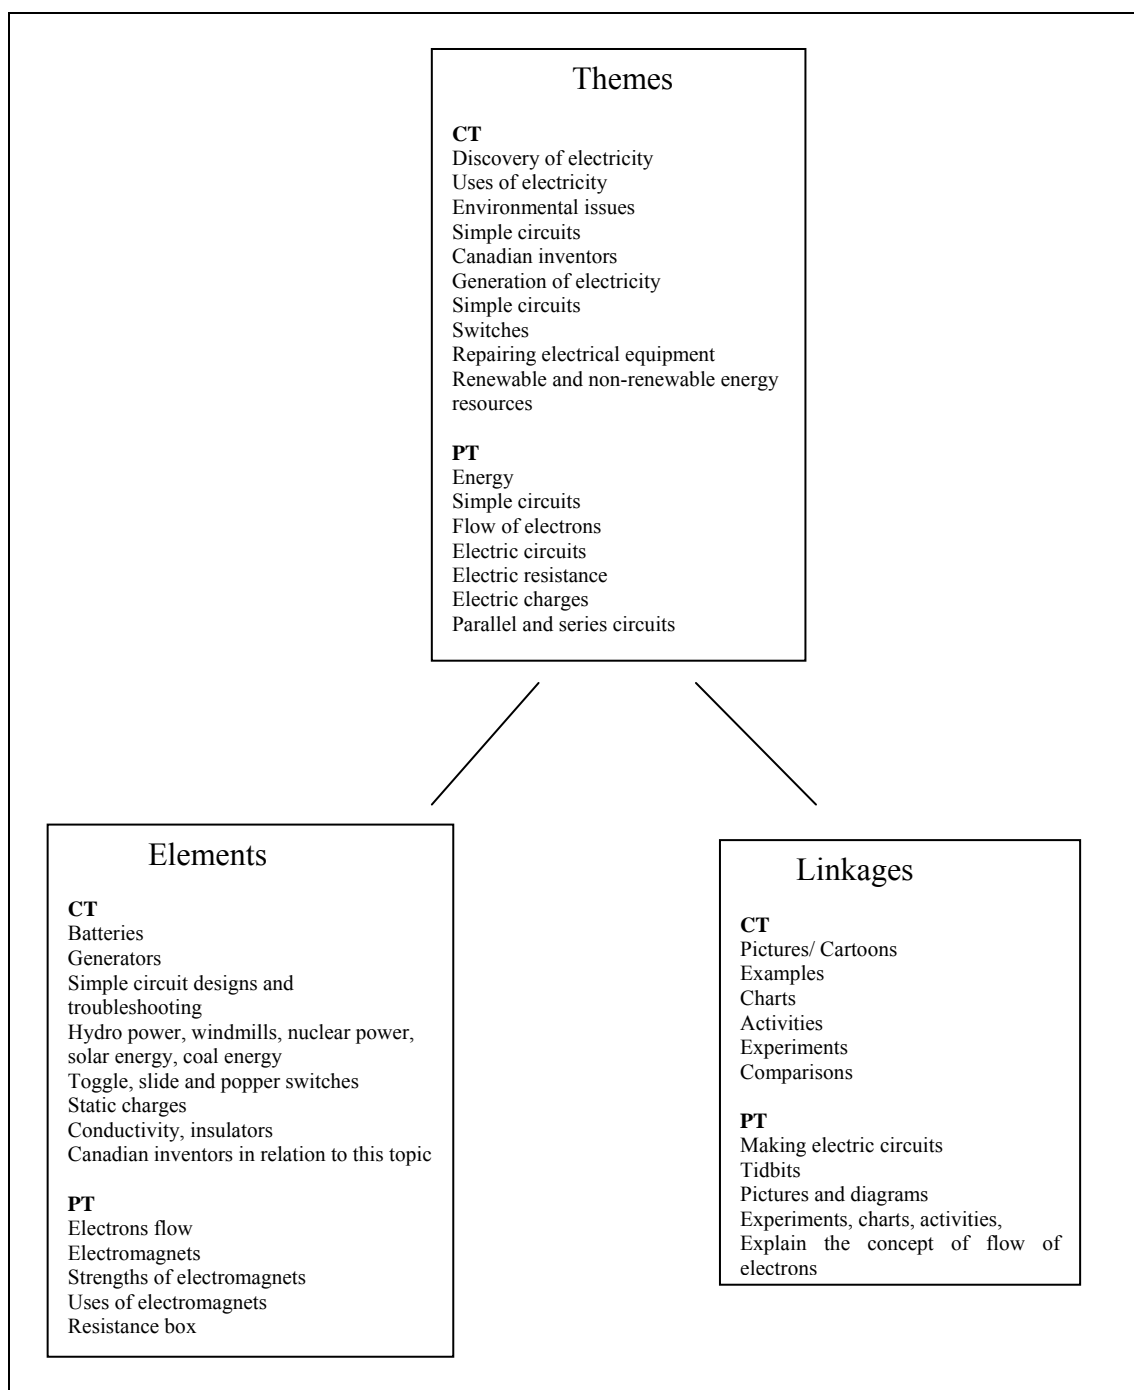 Themes
CT
Discovery of electricity
Uses of electricity
Environmental issues
Simple circuits
Canadian inventors
Generation of electricity
Simple circuits
Switches
Repairing electrical equipment
Renewable and non-renewable energy
resources
PT
Energy
Simple circuits
Flow of electrons
Electric circuits
Electric resistance
Electric charges
Parallel and series circuits
Elements
CT
Batteries
Generators
Simple circuit designs and
troubleshooting
Hydro power, windmills, nuclear power,
solar energy, coal energy
Toggle, slide and popper switches
Static charges
Conductivity, insulators
Canadian inventors in relation to this topic
PT
Electrons flow
Electromagnets
Strengths of electromagnets
Uses of electromagnets
Resistance box
Linkages
CT
Pictures/ Cartoons
Examples
Charts
Activities
Experiments
Comparisons
PT
Making electric circuits
Tidbits
Pictures and diagrams
Experiments, charts, activities,
Explain the concept of flow of
electrons